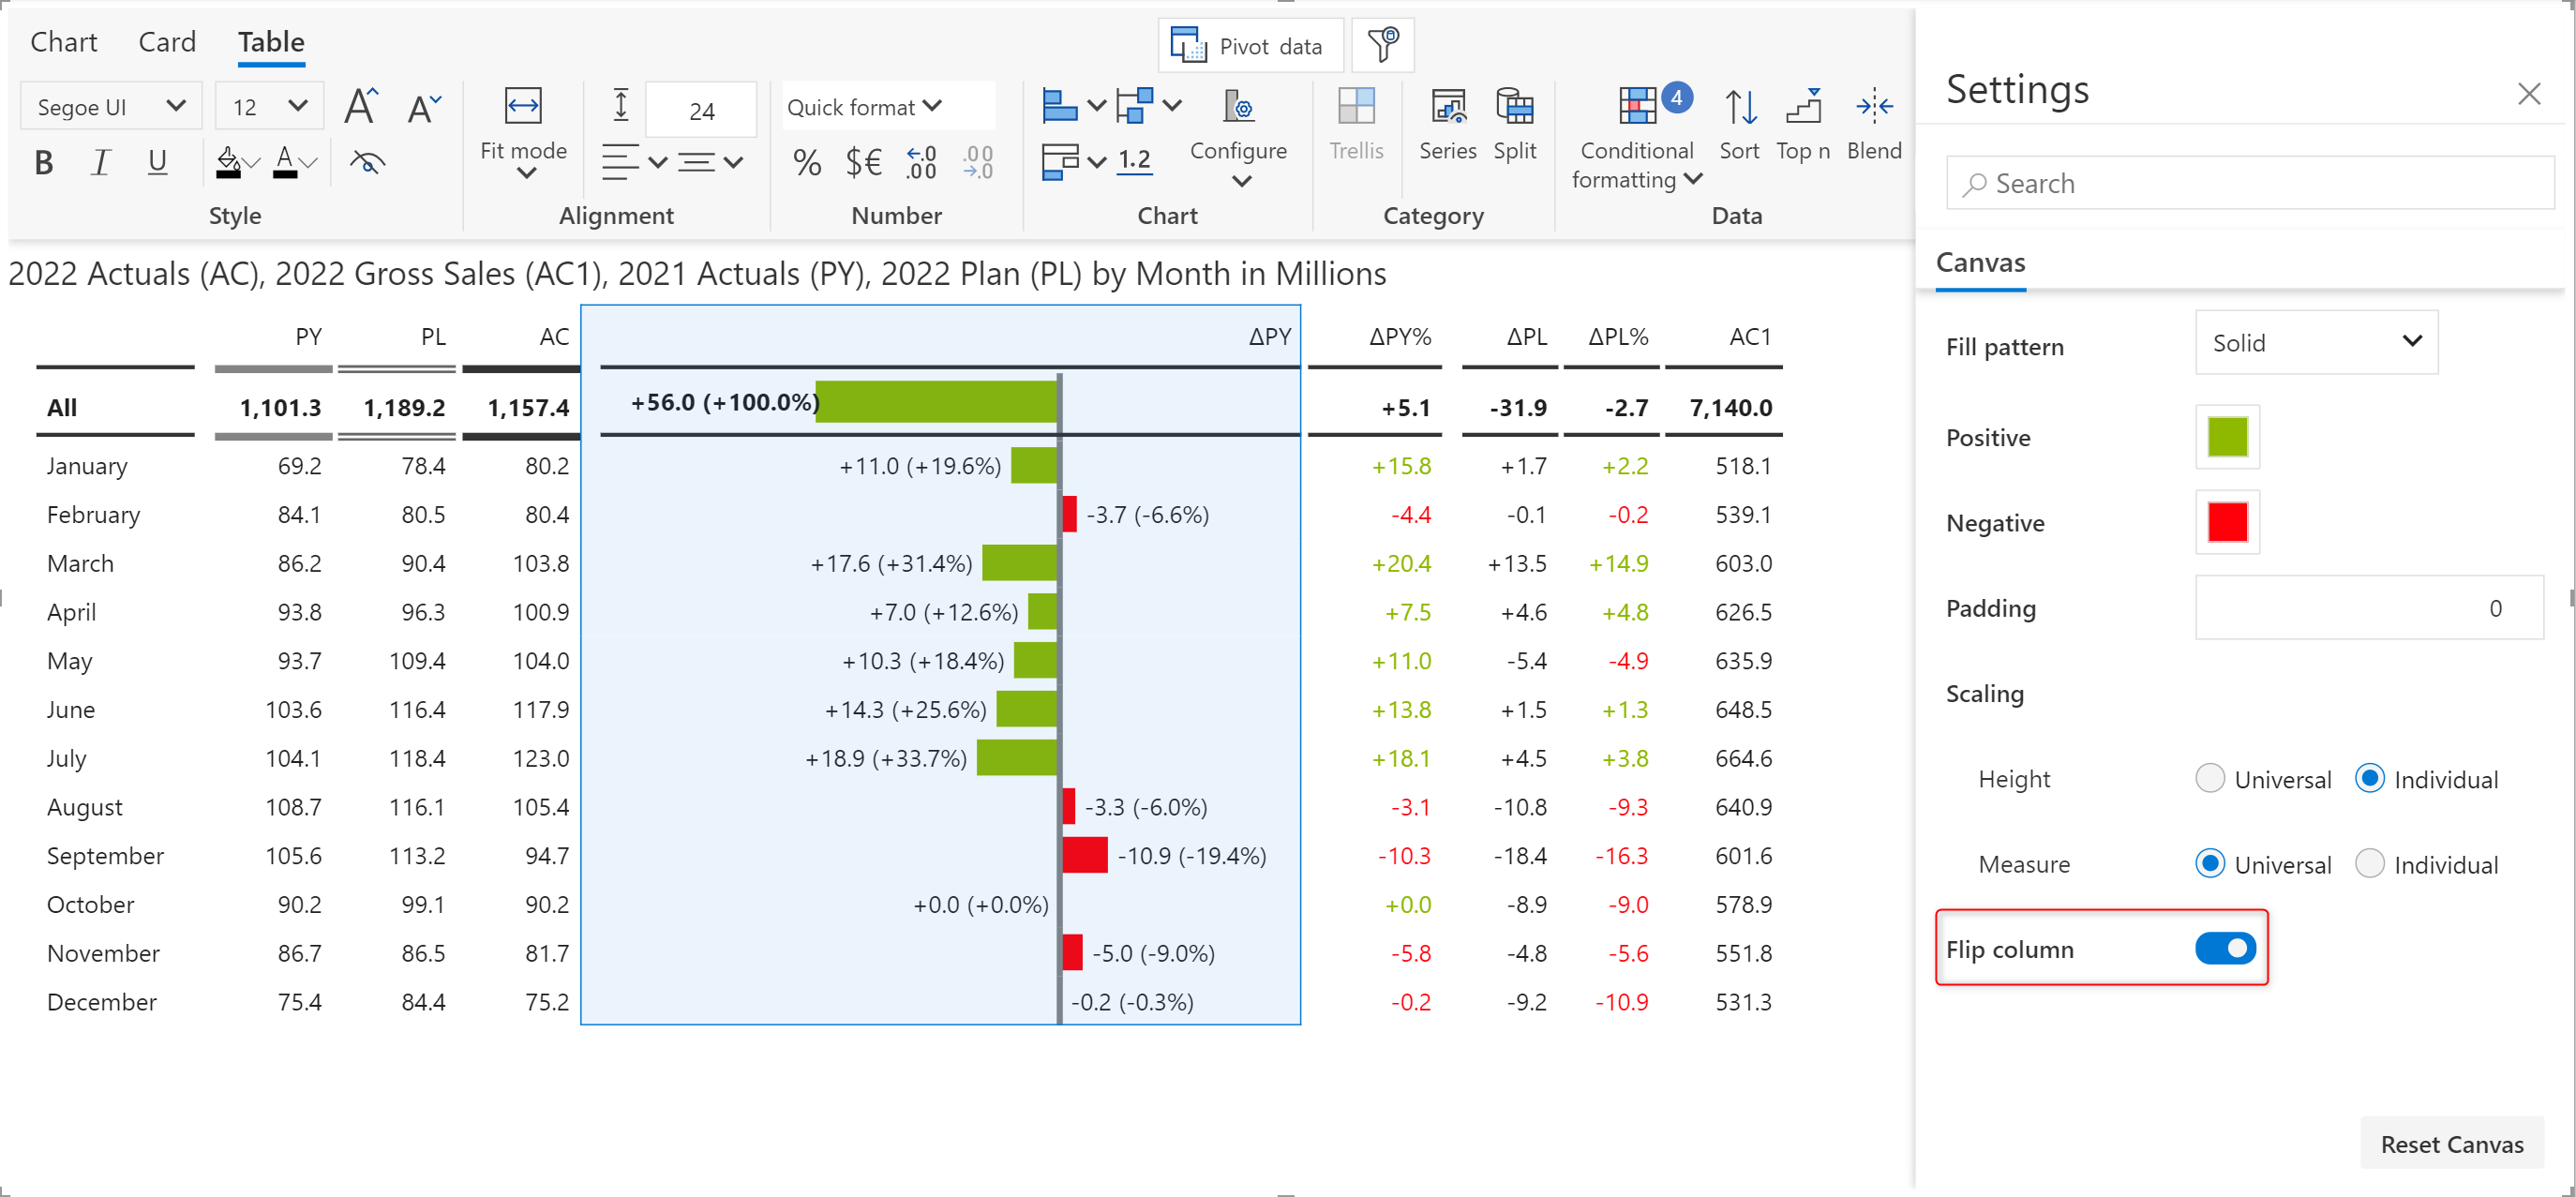 Chart Card Table
Pivot data
Segoe UI 12 A A
24
Quick format
B I U A
Fit mode
% $€ ←.0 .00 .00 →.0
1.2
Configure
Trellis
Series Split
4
Conditional formatting
Sort Top n Blend
Style Alignment Number Chart Category Data
2022 Actuals (AC), 2022 Gross Sales (AC1), 2021 Actuals (PY), 2022 Plan (PL) by Month in Millions
PY PL AC ΔPY ΔPY% ΔPL ΔPL% AC1
All 1,101.3 1,189.2 1,157.4 +56.0 (+100.0%) +5.1 -31.9 -2.7 7,140.0
January 69.2 78.4 80.2 +11.0 (+19.6%) +15.8 +1.7 +2.2 518.1
February 84.1 80.5 80.4 -3.7 (-6.6%) -4.4 -0.1 -0.2 539.1
March 86.2 90.4 103.8 +17.6 (+31.4%) +20.4 +13.5 +14.9 603.0
April 93.8 96.3 100.9 +7.0 (+12.6%) +7.5 +4.6 +4.8 626.5
May 93.7 109.4 104.0 +10.3 (+18.4%) +11.0 -5.4 -4.9 635.9
June 103.6 116.4 117.9 +14.3 (+25.6%) +13.8 +1.5 +1.3 648.5
July 104.1 118.4 123.0 +18.9 (+33.7%) +18.1 +4.5 +3.8 664.6
August 108.7 116.1 105.4 -3.3 (-6.0%) -3.1 -10.8 -9.3 640.9
September 105.6 113.2 94.7 -10.9 (-19.4%) -10.3 -18.4 -16.3 601.6
October 90.2 99.1 90.2 +0.0 (+0.0%) +0.0 -8.9 -9.0 578.9
November 86.7 86.5 81.7 -5.0 (-9.0%) -5.8 -4.8 -5.6 551.8
December 75.4 84.4 75.2 -0.2 (-0.3%) -0.2 -9.2 -10.9 531.3
Settings
Search
Canvas
Fill pattern Solid
Positive
Negative
Padding 0
Scaling
Height Universal Individual
Measure Universal Individual
Flip column
Reset Canvas